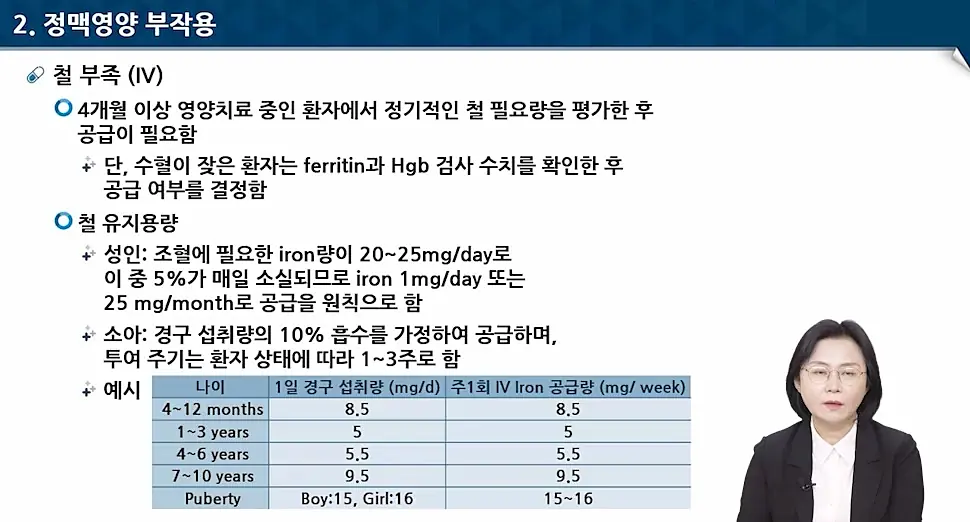 2. 정맥영양 부작용
철 부족 (IV)
4개월 이상 영양치료 중인 환자에서 정기적인 철 필요량을 평가한 후
공급이 필요함
단, 수혈이 잦은 환자는 ferritin과 Hgb 검사 수치를 확인한 후
공급 여부를 결정함
철 유지용량
성인: 조혈에 필요한 iron량이 20~25mg/day로
이 중 5%가 매일 소실되므로 iron 1mg/day 또는
25 mg/month로 공급을 원칙으로 함
소아: 경구 섭취량의 10% 흡수를 가정하여 공급하며,
투여 주기는 환자 상태에 따라 1~3주로 함
예시
나이 1일 경구 섭취량 (mg/d) 주1회 IV Iron 공급량 (mg/ week)
4~12 months 8.5 8.5
1~3 years 5 5
4~6 years 5.5 5.5
7~10 years 9.5 9.5
Puberty Boy:15, Girl:16 15~16